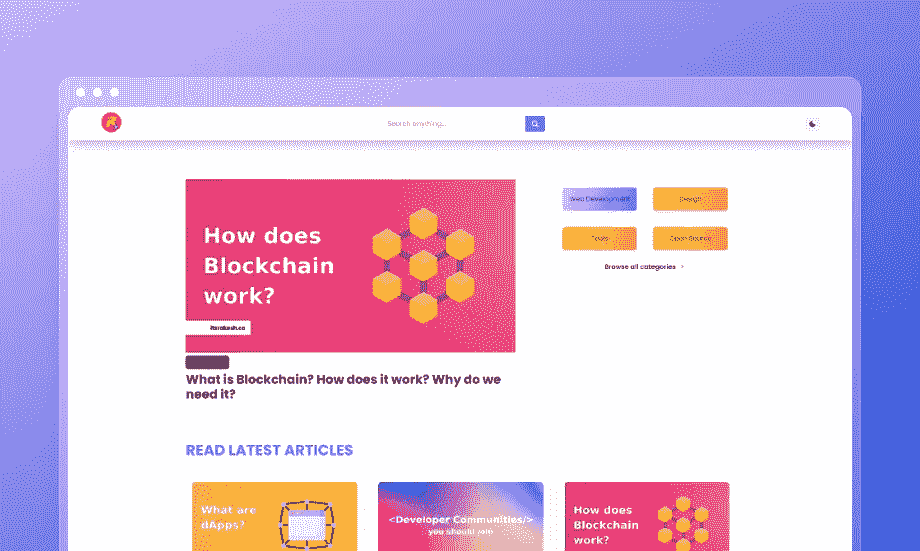 Search anything...
How does
Blockchain
work?
Web Development
Design
Open Source
Browse all categories >
What is Blockchain? How does it work? Why do we
need it?
READ LATEST ARTICLES
What are
dApps?
<Developer Communities/>
you should join
How does
Blockchain
work?